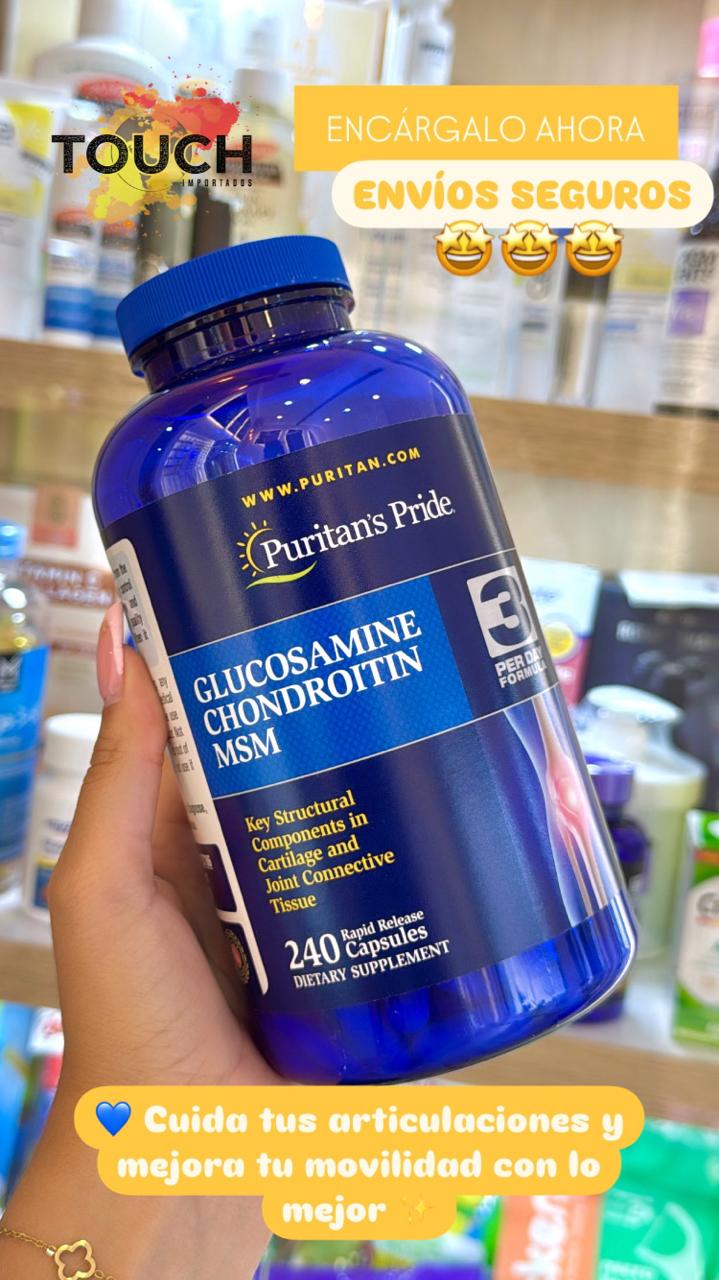 TOUCH
IMPORTADOS
ENCÁRGALO AHORA
ENVÍOS SEGUROS
🤩🤩🤩
WWW.PURITAN.COM
Puritan's Pride
GLUCOSAMINE
CHONDROITIN
MSM
3
PER DAY
FORMULA
Key Structural
Components in
Cartilage and
Joint Connective
Tissue
240 Rapid Release
Capsules
DIETARY SUPPLEMENT
💙 Cuida tus articulaciones y
mejora tu movilidad con lo
mejor ✨